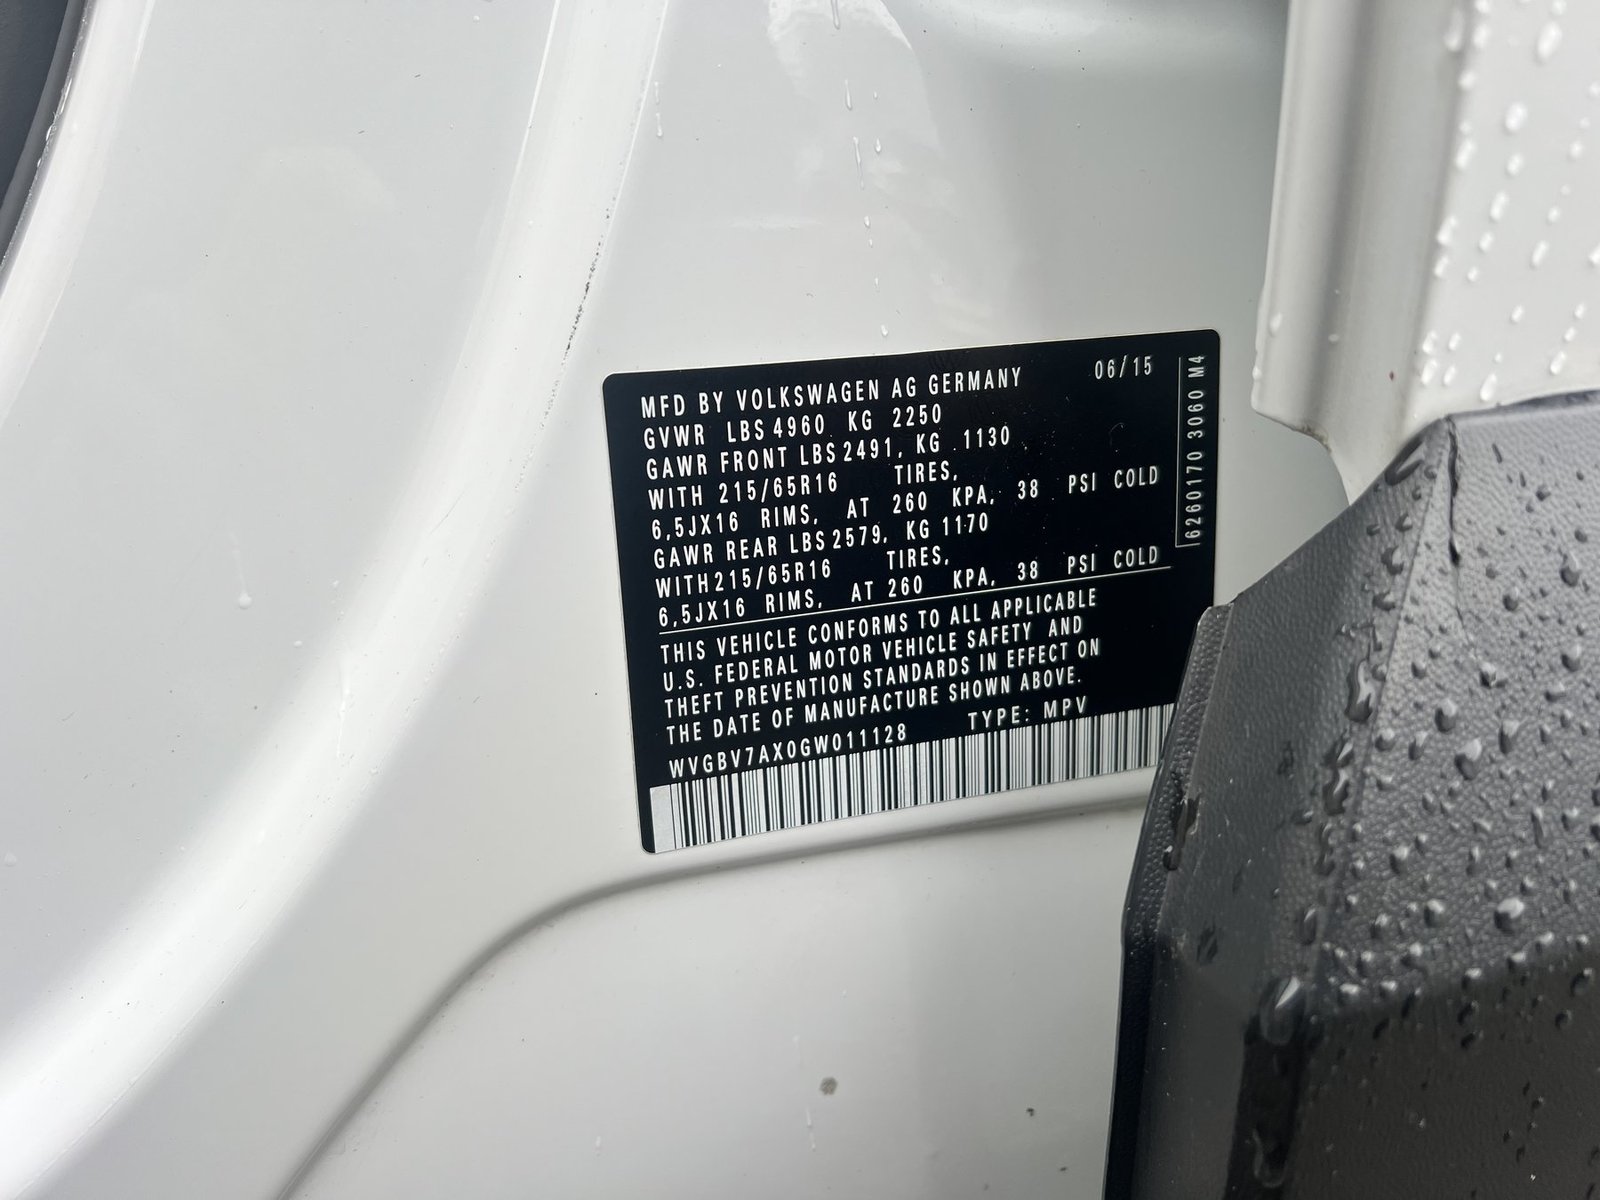 MFD BY VOLKSWAGEN AG GERMANY 06/15
GVWR LBS 4960 KG 2250
GAWR FRONT LBS 2491, KG 1130
WITH 215/65R16 TIRES,
6,5JX16 RIMS, AT 260 KPA, 38 PSI COLD
GAWR REAR LBS 2579, KG 1170
WITH 215/65R16 TIRES,
6,5JX16 RIMS, AT 260 KPA, 38 PSI COLD
THIS VEHICLE CONFORMS TO ALL APPLICABLE
U.S. FEDERAL MOTOR VEHICLE SAFETY AND
THEFT PREVENTION STANDARDS IN EFFECT ON
THE DATE OF MANUFACTURE SHOWN ABOVE.
WVGBV7AX0GW011128 TYPE: MPV
6260170 3060 M4